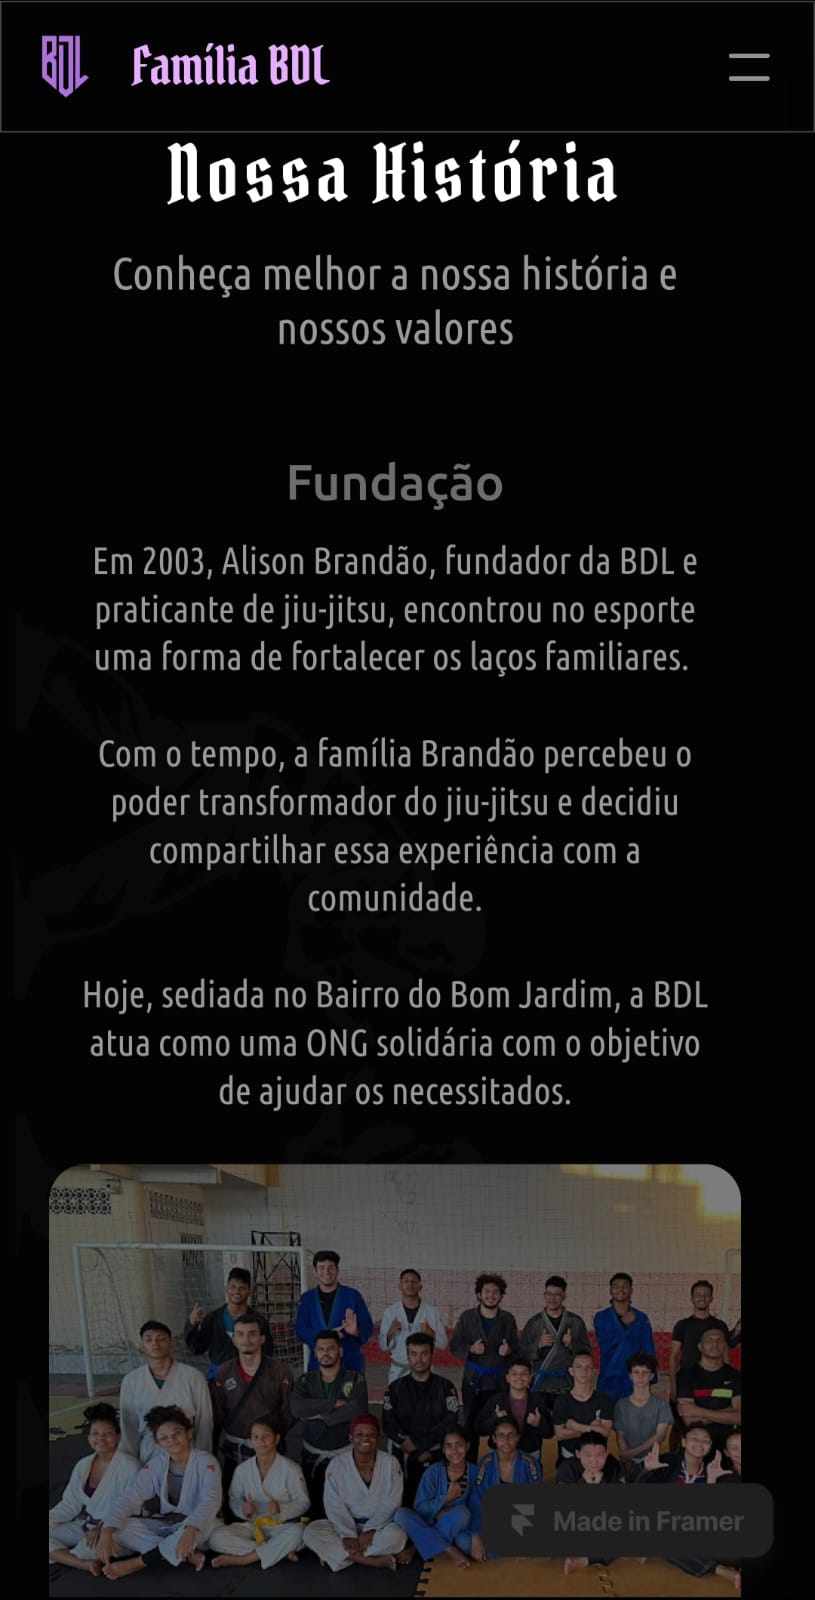 BDL Família BDL
Nossa História
Conheça melhor a nossa história e
nossos valores
Fundação
Em 2003, Alison Brandão, fundador da BDL e
praticante de jiu-jitsu, encontrou no esporte
uma forma de fortalecer os laços familiares.
Com o tempo, a família Brandão percebeu o
poder transformador do jiu-jitsu e decidiu
compartilhar essa experiência com a
comunidade.
Hoje, sediada no Bairro do Bom Jardim, a BDL
atua como uma ONG solidária com o objetivo
de ajudar os necessitados.
Made in Framer